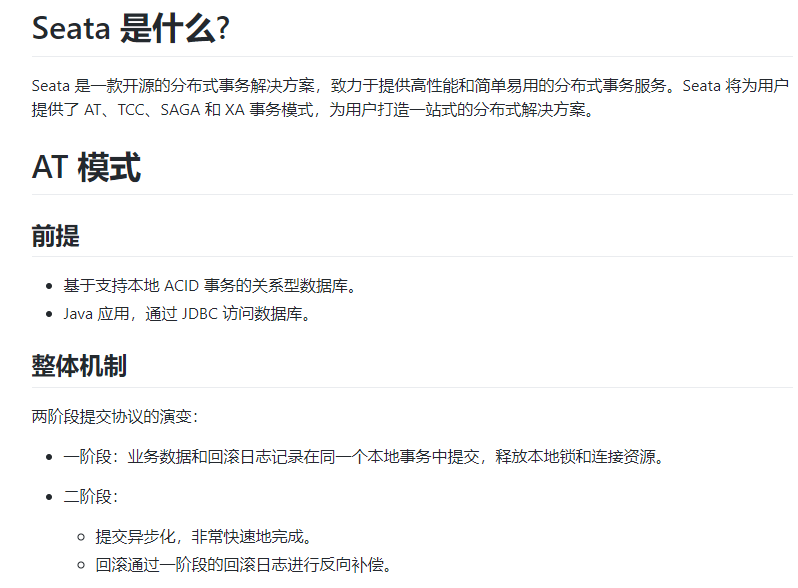 Seata 是什么?
Seata 是一款开源的分布式事务解决方案，致力于提供高性能和简单易用的分布式事务服务。Seata 将为用户
提供了 AT、TCC、SAGA 和 XA 事务模式，为用户打造一站式的分布式解决方案。
AT 模式
前提
基于支持本地 ACID 事务的关系型数据库。
Java 应用，通过 JDBC 访问数据库。
整体机制
两阶段提交协议的演变：
一阶段：业务数据和回滚日志记录在同一个本地事务中提交，释放本地锁和连接资源。
二阶段：
提交异步化，非常快速地完成。
回滚通过一阶段的回滚日志进行反向补偿。